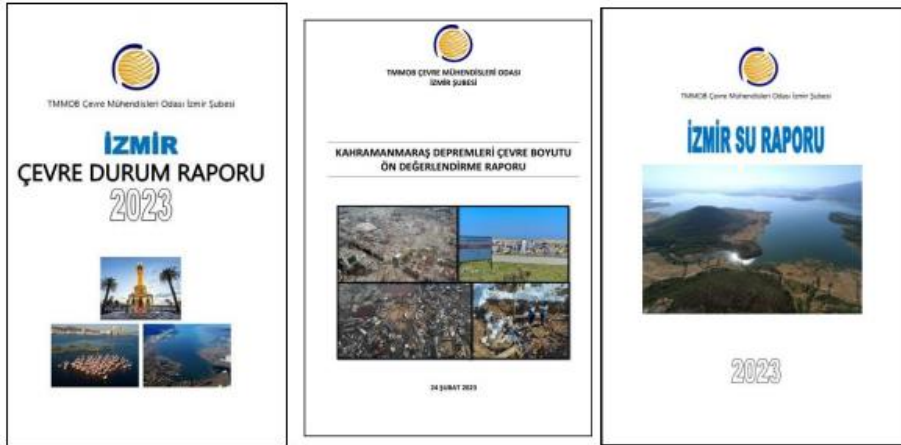 TMMOB Çevre Mühendisleri Odası İzmir Şubesi
İZMİR
ÇEVRE DURUM RAPORU
2023
TMMOB ÇEVRE MÜHENDİSLERİ ODASI
İZMİR ŞUBESİ
KAHRAMANMARAŞ DEPREMLERİ ÇEVRE BOYUTU
ÖN DEĞERLENDİRME RAPORU
24 ŞUBAT 2023
TMMOB Çevre Mühendisleri Odası İzmir Şubesi
İZMİR SU RAPORU
2023